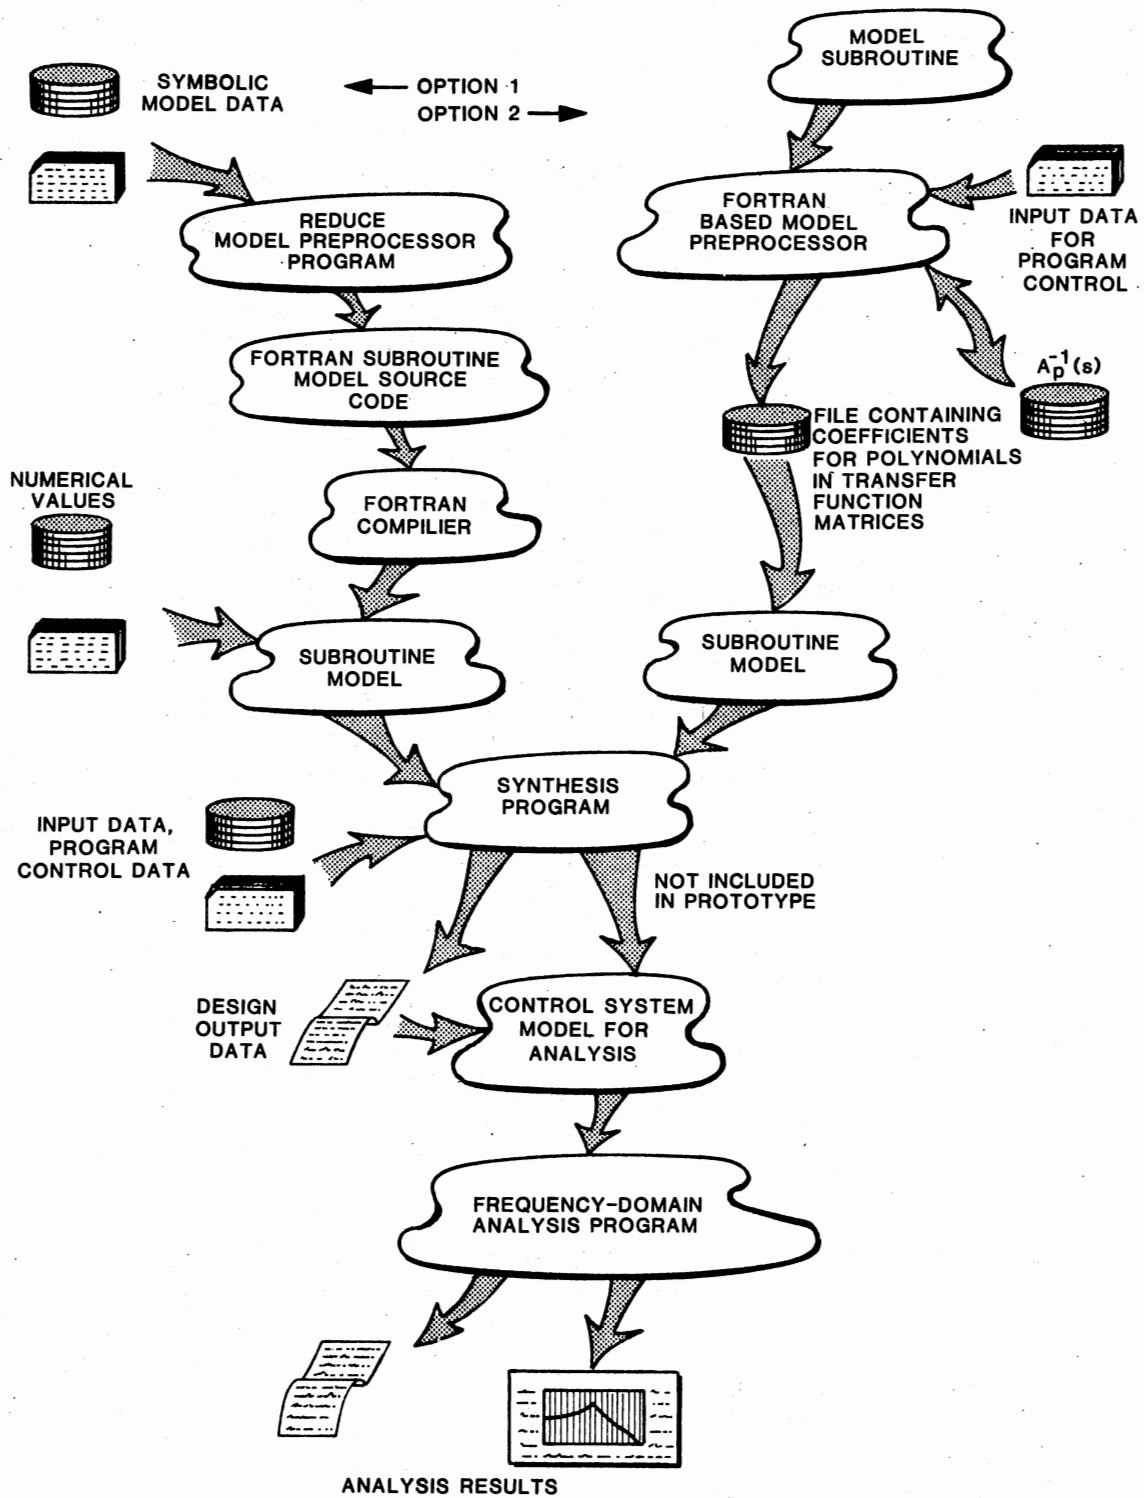 MODEL
SUBROUTINE
SYMBOLIC
MODEL DATA
OPTION 1
OPTION 2
REDUCE
MODEL PREPROCESSOR
PROGRAM
FORTRAN
BASED MODEL
PREPROCESSOR
INPUT DATA
FOR
PROGRAM
CONTROL
FORTRAN SUBROUTINE
MODEL SOURCE
CODE
A_p^-1(s)
FILE CONTAINING
COEFFICIENTS
FOR POLYNOMIALS
IN TRANSFER
FUNCTION
MATRICES
NUMERICAL
VALUES
FORTRAN
COMPILIER
SUBROUTINE
MODEL
SUBROUTINE
MODEL
SYNTHESIS
PROGRAM
INPUT DATA,
PROGRAM
CONTROL DATA
NOT INCLUDED
IN PROTOTYPE
DESIGN
OUTPUT
DATA
CONTROL SYSTEM
MODEL FOR
ANALYSIS
FREQUENCY-DOMAIN
ANALYSIS PROGRAM
ANALYSIS RESULTS